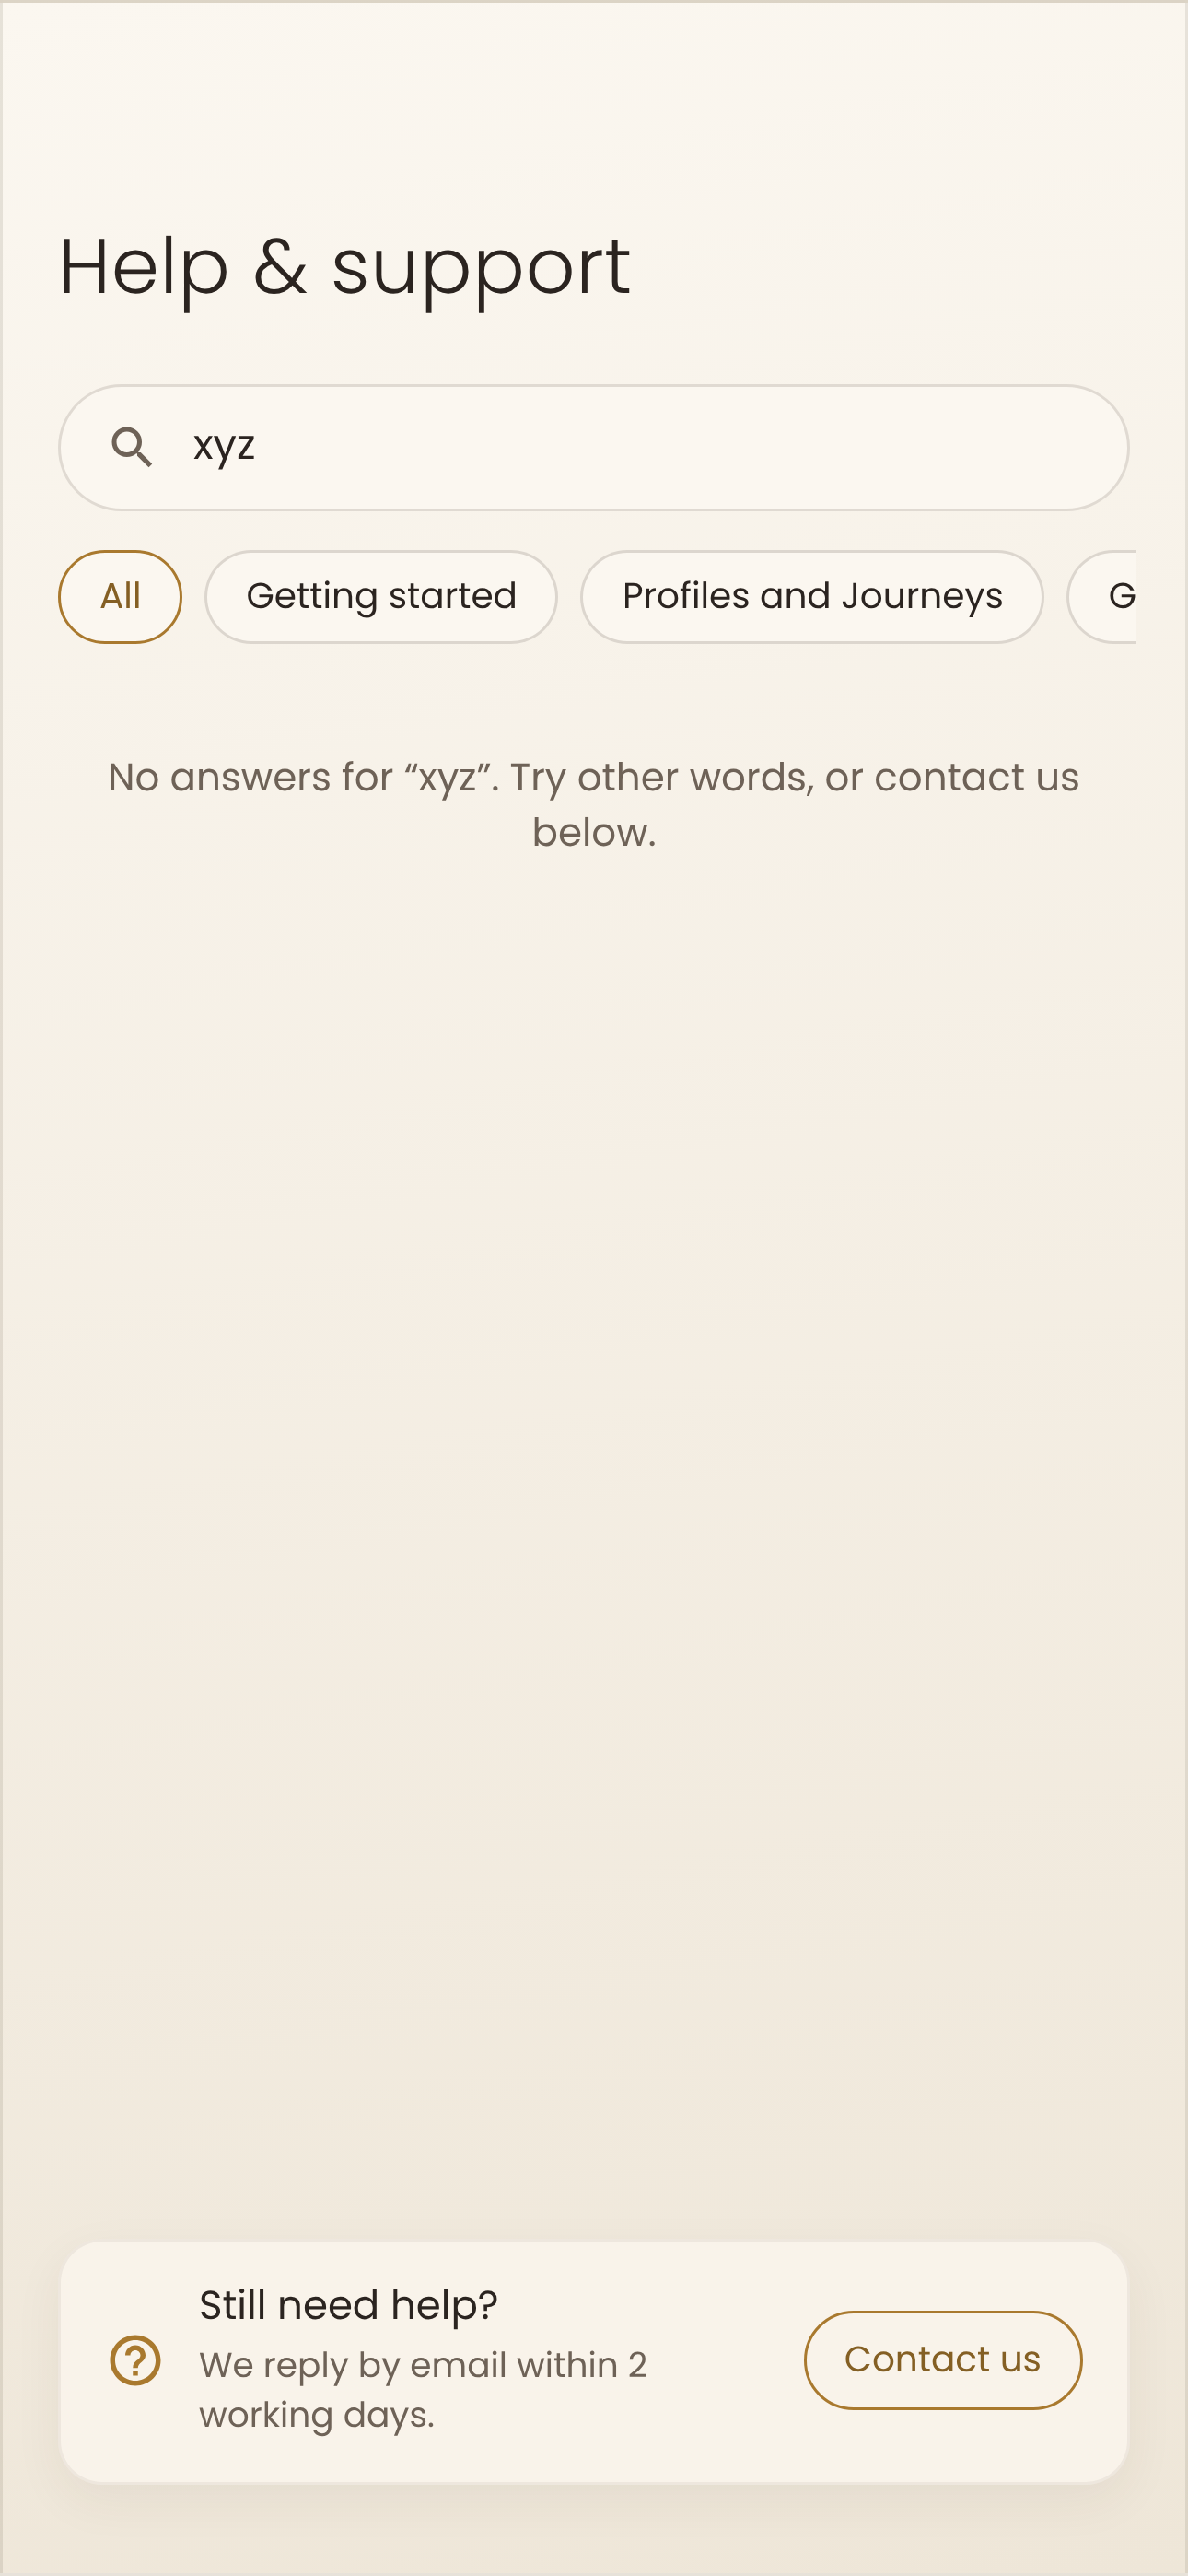 Help & support
xyz
All
Getting started
Profiles and Journeys
G
No answers for “xyz”. Try other words, or contact us
below.
Still need help?
We reply by email within 2
working days.
Contact us